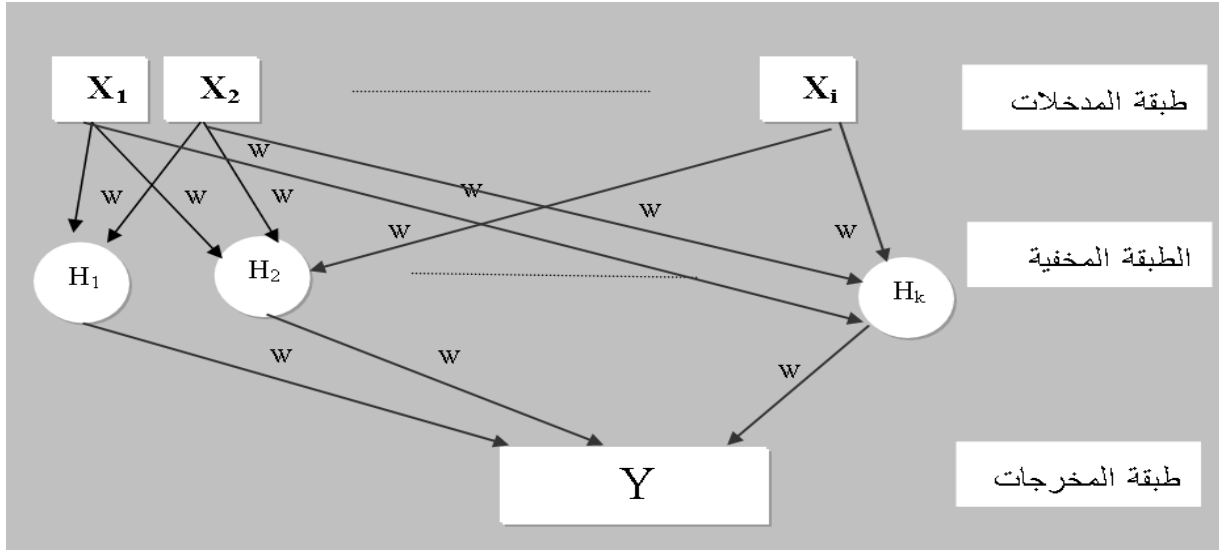 X₁ X₂ Xᵢ طبقة المدخلات
w
w w w w
w w w
H₁ H₂ Hₖ الطبقة المخفية
w w w
Y طبقة المخرجات